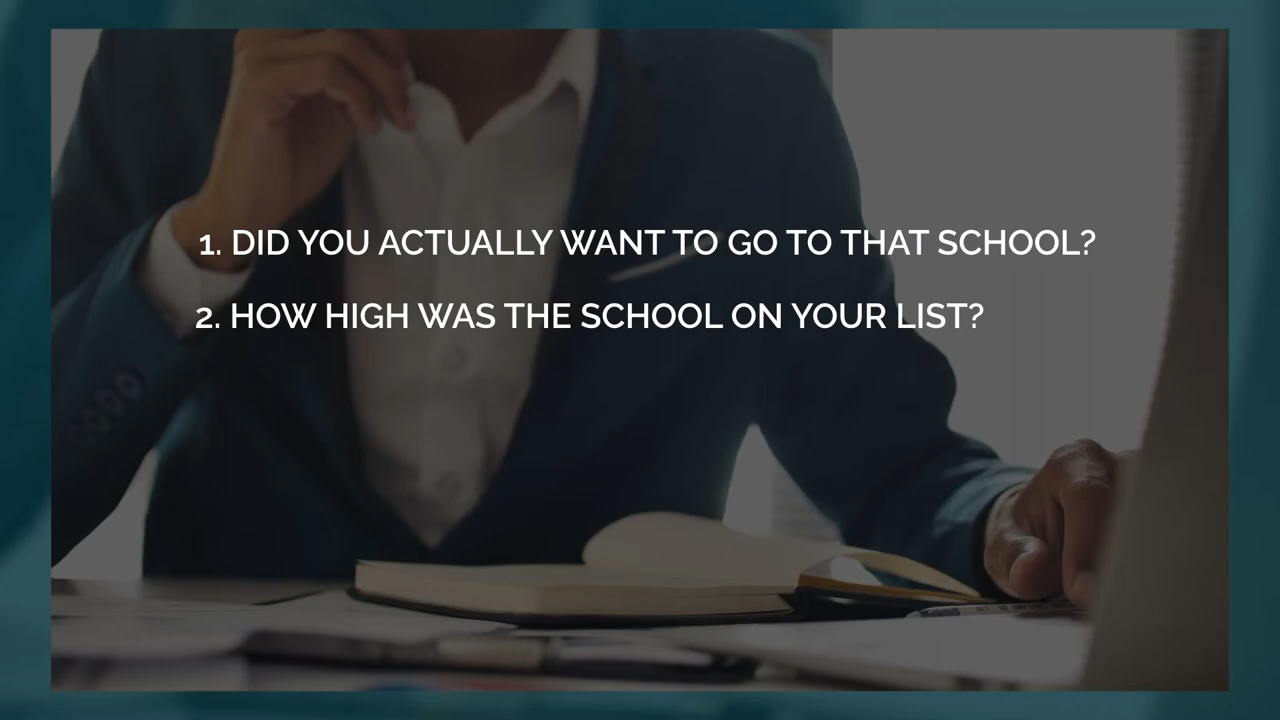 1. DID YOU ACTUALLY WANT TO GO TO THAT SCHOOL?
2. HOW HIGH WAS THE SCHOOL ON YOUR LIST?